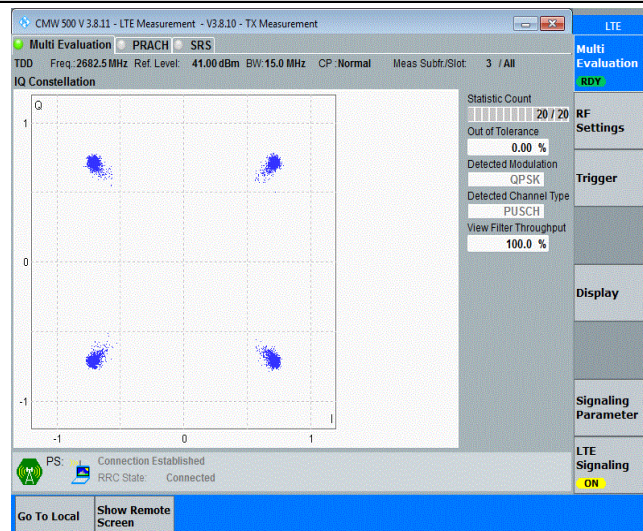 CMW 500 V 3.8.11 - LTE Measurement - V3.8.10 - TX Measurement
LTE
Multi Evaluation PRACH SRS
Multi
Evaluation
RDY
TDD Freq.: 2682.5 MHz Ref. Level: 41.00 dBm BW: 15.0 MHz CP : Normal Meas Subfr./Slot: 3 / All
IQ Constellation
Statistic Count
20 / 20
Out of Tolerance
0.00 %
Detected Modulation
QPSK
Detected Channel Type
PUSCH
View Filter Throughput
100.0 %
Q
1
0
-1
I
-1 0 1
RF
Settings
Trigger
Display
Signaling
Parameter
LTE
Signaling
ON
PS: Connection Established
RRC State: Connected
Go To Local
Show Remote
Screen